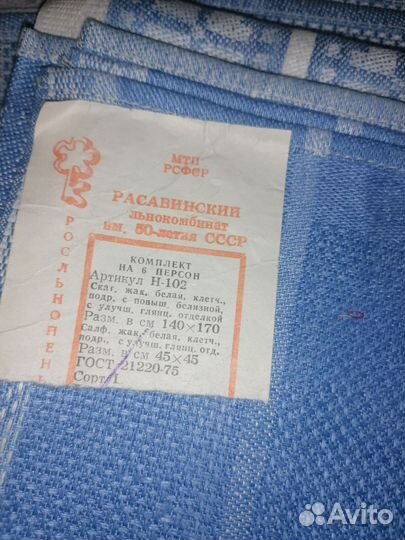 МТП
РСФСР
РАСАВИНСКИЙ
льнокомбинат
им. 50-летия СССР
РОСЛЬНОПЕНЬ
КОМПЛЕКТ
НА 6 ПЕРСОН
Артикул Н-102
Скат. жак. белая, клетч.,
подр. с повыш. белизной,
с улучш. глянц. отделкой
Разм. в см 140×170
Салф. жак. белая, клетч.,
подр., с улучш. глянц. отд.
Разм. в см 45×45
ГОСТ 21220-75
Сорт 1
Avito